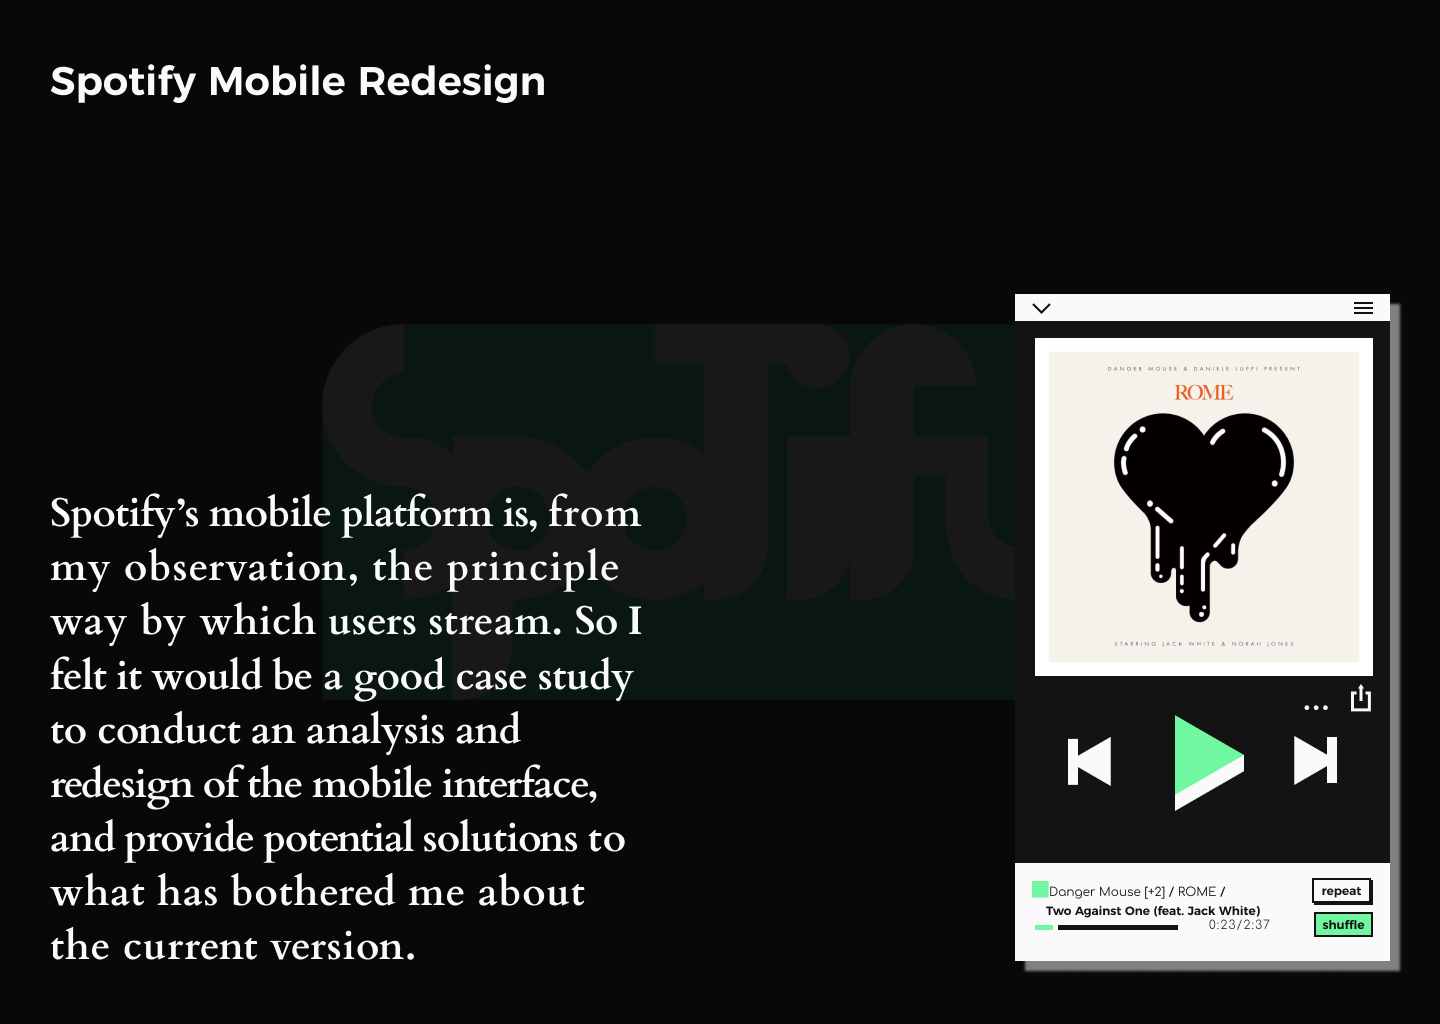 Spotify Mobile Redesign
Spotify
Spotify’s mobile platform is, from
my observation, the principle
way by which users stream. So I
felt it would be a good case study
to conduct an analysis and
redesign of the mobile interface,
and provide potential solutions to
what has bothered me about
the current version.
DANGER MOUSE & DANIELE LUPPI PRESENT
ROME
STARRING JACK WHITE & NORAH JONES
Danger Mouse [+2] / ROME /
Two Against One (feat. Jack White)
0:23/2:37
repeat
shuffle